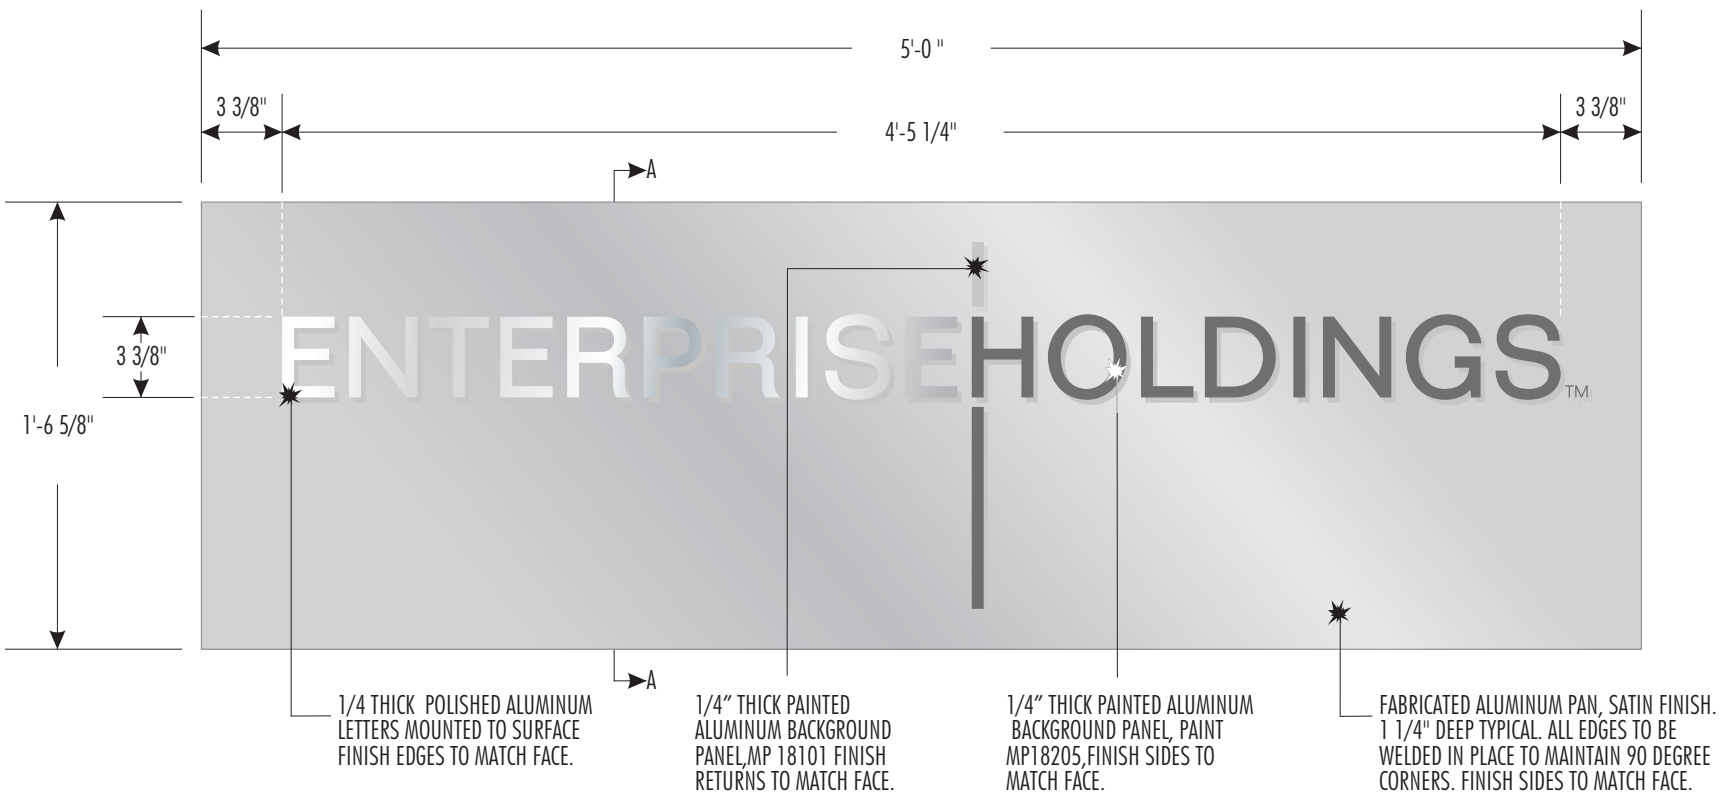 5'-0 "
3 3/8"
4'-5 1/4"
3 3/8"
A
ENTERPRISEHOLDINGS™
3 3/8"
1'-6 5/8"
A
1/4 THICK POLISHED ALUMINUM
LETTERS MOUNTED TO SURFACE
FINISH EDGES TO MATCH FACE.
1/4" THICK PAINTED
ALUMINUM BACKGROUND
PANEL,MP 18101 FINISH
RETURNS TO MATCH FACE.
1/4" THICK PAINTED ALUMINUM
BACKGROUND PANEL, PAINT
MP18205,FINISH SIDES TO
MATCH FACE.
FABRICATED ALUMINUM PAN, SATIN FINISH.
1 1/4" DEEP TYPICAL. ALL EDGES TO BE
WELDED IN PLACE TO MAINTAIN 90 DEGREE
CORNERS. FINISH SIDES TO MATCH FACE.